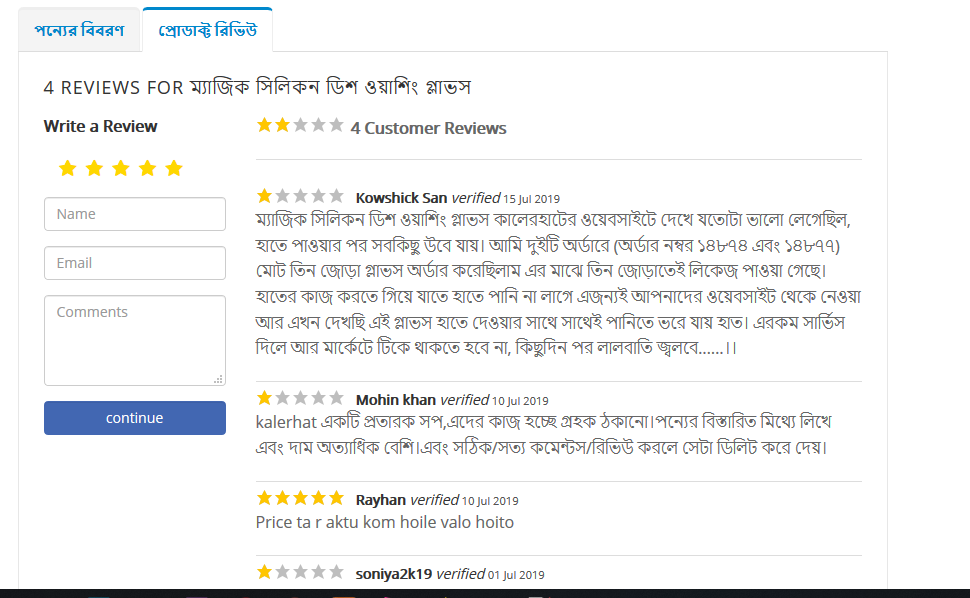 পন্যের বিবরণ
প্রোডাক্ট রিভিউ
4 REVIEWS FOR ম্যাজিক সিলিকন ডিশ ওয়াশিং গ্লাভস
Write a Review
Name
Email
Comments
continue
4 Customer Reviews
Kowshick San verified 15 Jul 2019
ম্যাজিক সিলিকন ডিশ ওয়াশিং গ্লাভস কালেরহাটের ওয়েবসাইটে দেখে যতোটা ভালো লেগেছিল,
হাতে পাওয়ার পর সবকিছু উবে যায়। আমি দুইটি অর্ডারে (অর্ডার নম্বর ১৪৮৭৪ এবং ১৪৮৭৭)
মোট তিন জোড়া গ্লাভস অর্ডার করেছিলাম এর মাঝে তিন জোড়াতেই লিকেজ পাওয়া গেছে।
হাতের কাজ করতে গিয়ে যাতে হাতে পানি না লাগে এজন্যই আপনাদের ওয়েবসাইট থেকে নেওয়া
আর এখন দেখছি এই গ্লাভস হাতে দেওয়ার সাথে সাথেই পানিতে ভরে যায় হাত। এরকম সার্ভিস
দিলে আর মার্কেটে টিকে থাকতে হবে না, কিছুদিন পর লালবাতি জ্বলবে......।।
Mohin khan verified 10 Jul 2019
kalerhat একটি প্রতারক সপ,এদের কাজ হচ্ছে গ্রহক ঠকানো।পন্যের বিস্তারিত মিথ্যে লিখে
এবং দাম অত্যাধিক বেশি।এবং সঠিক/সত্য কমেন্টস/রিভিউ করলে সেটা ডিলিট করে দেয়।
Rayhan verified 10 Jul 2019
Price ta r aktu kom hoile valo hoito
soniya2k19 verified 01 Jul 2019